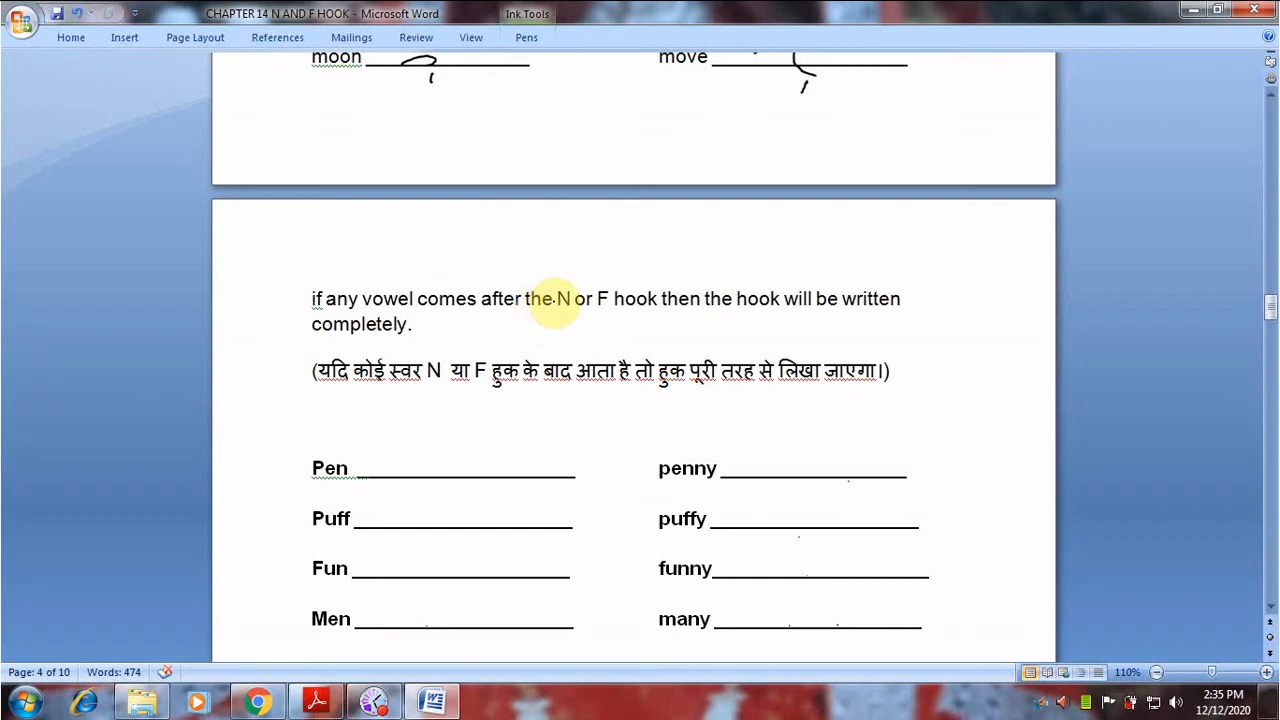 CHAPTER 14 N AND F HOOK - Microsoft Word
Ink Tools
Home Insert Page Layout References Mailings Review View Pens
moon move
if any vowel comes after the N or F hook then the hook will be written
completely.
(यदि कोई स्वर N या F हुक के बाद आता है तो हुक पूरी तरह से लिखा जाएगा।)
Pen penny
Puff puffy
Fun funny
Men many
Page: 4 of 10 Words: 474 110%
2:35 PM
12/12/2020